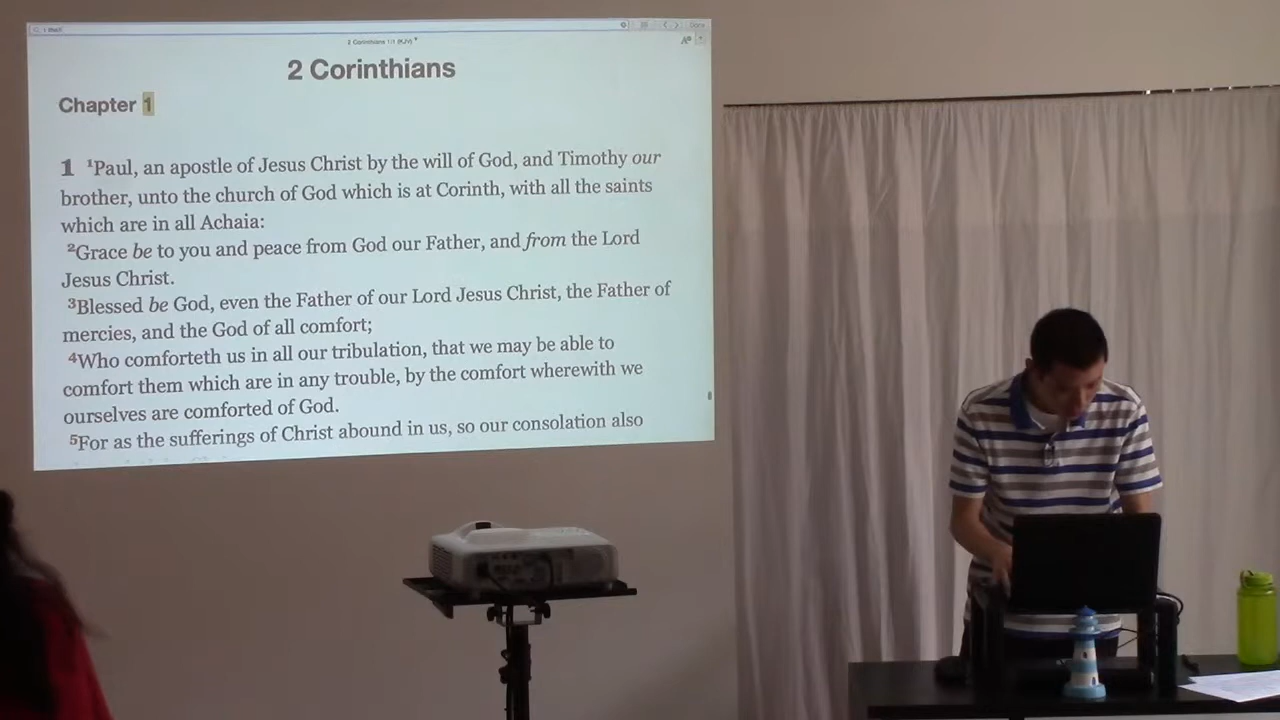 Done
2 Corinthians 1:1 (KJV)
2 Corinthians
Chapter 1
1 ¹Paul, an apostle of Jesus Christ by the will of God, and Timothy our
brother, unto the church of God which is at Corinth, with all the saints
which are in all Achaia:
²Grace be to you and peace from God our Father, and from the Lord
Jesus Christ.
³Blessed be God, even the Father of our Lord Jesus Christ, the Father of
mercies, and the God of all comfort;
⁴Who comforteth us in all our tribulation, that we may be able to
comfort them which are in any trouble, by the comfort wherewith we
ourselves are comforted of God.
⁵For as the sufferings of Christ abound in us, so our consolation also